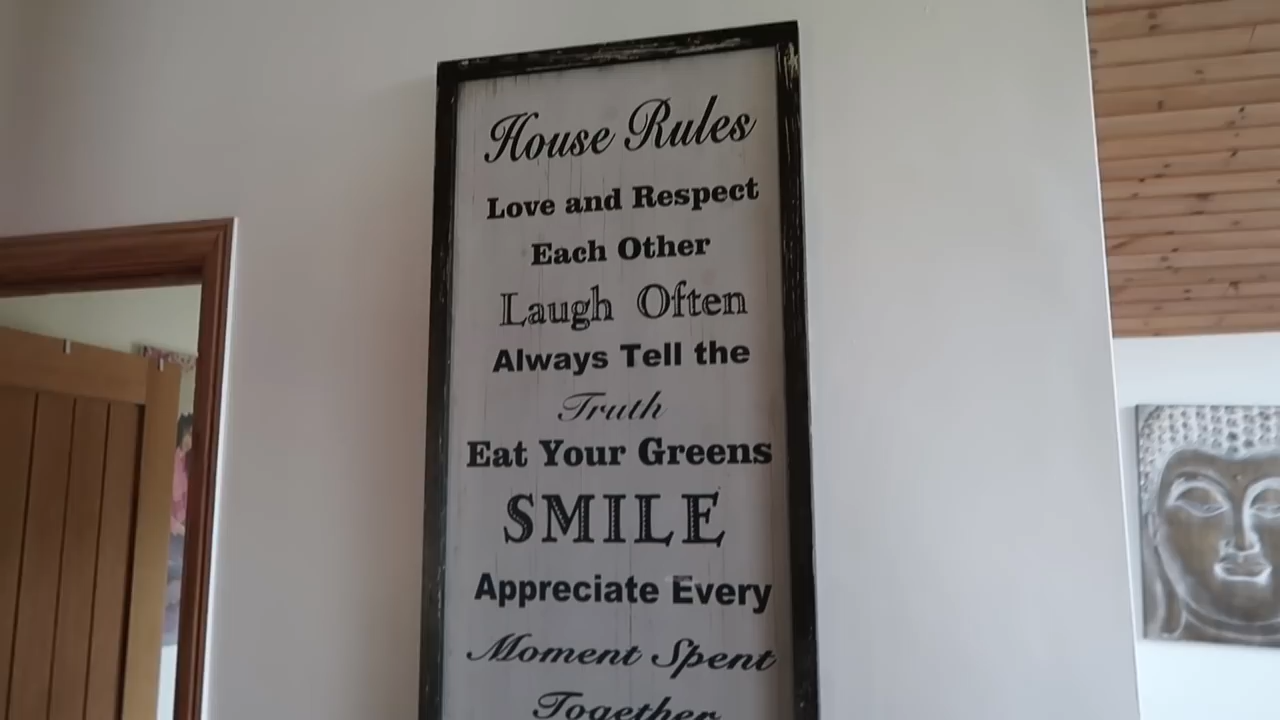 House Rules
Love and Respect
Each Other
Laugh Often
Always Tell the
Truth
Eat Your Greens
SMILE
Appreciate Every
Moment Spent
Together